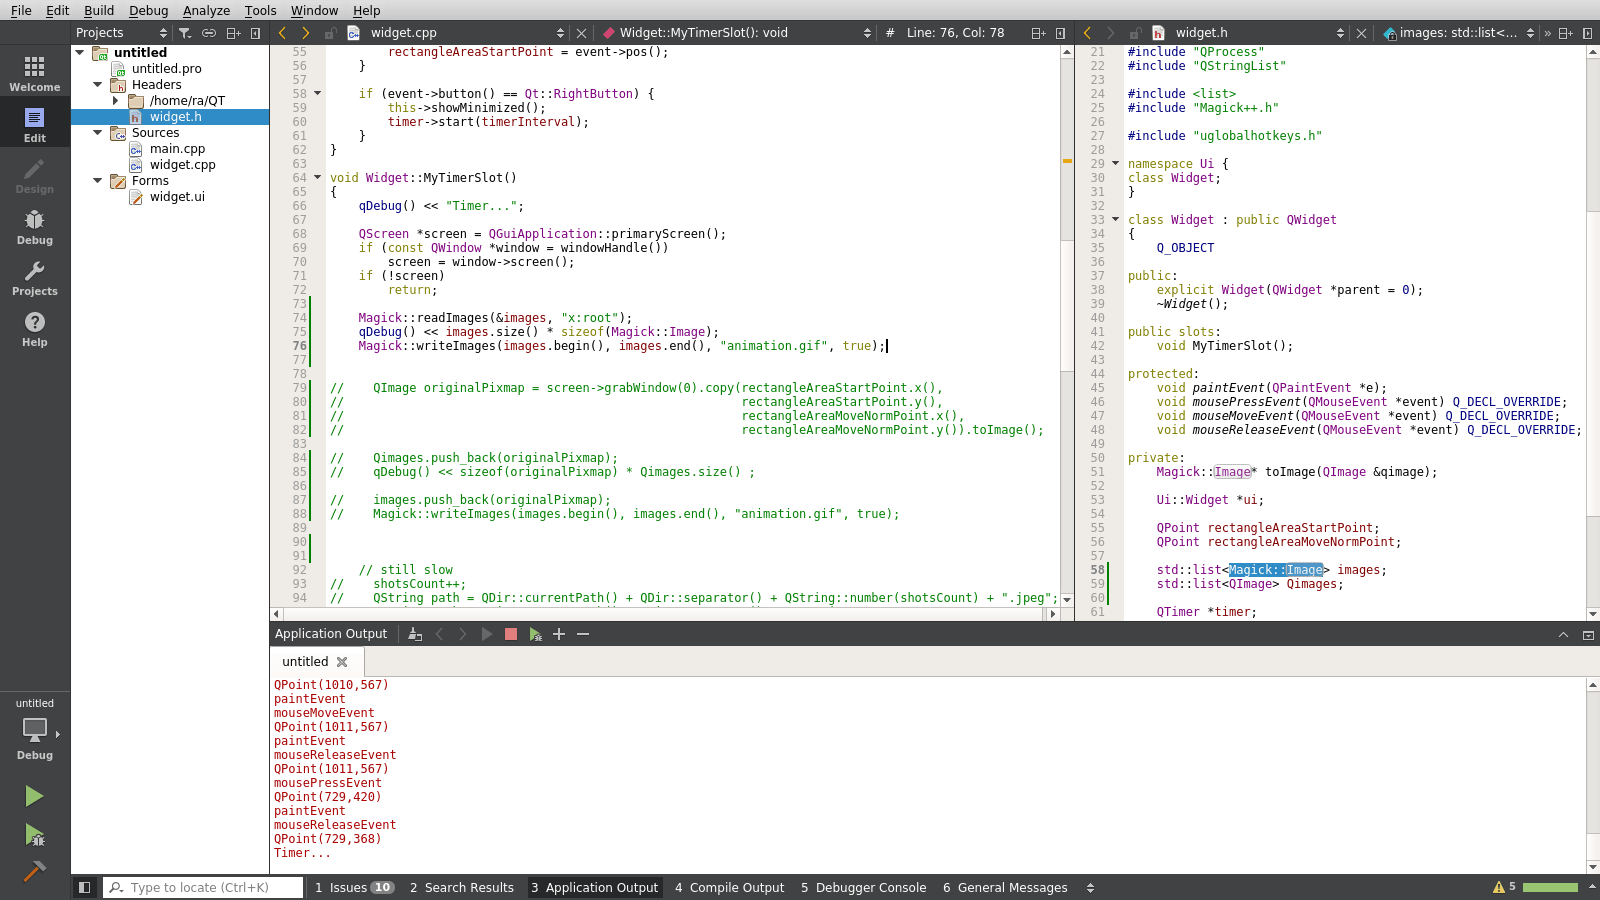 File Edit Build Debug Analyze Tools Window Help
Projects
widget.cpp
Widget::MyTimerSlot(): void
# Line: 76, Col: 78
widget.h
images: std::list<... »
Welcome
Edit
Design
Debug
Projects
Help
untitled
Debug
untitled
untitled.pro
Headers
/home/ra/QT
widget.h
Sources
main.cpp
widget.cpp
Forms
widget.ui
55 rectangleAreaStartPoint = event->pos();
56 }
57
58 if (event->button() == Qt::RightButton) {
59 this->showMinimized();
60 timer->start(timerInterval);
61 }
62 }
63
64 void Widget::MyTimerSlot()
65 {
66 qDebug() << "Timer...";
67
68 QScreen *screen = QGuiApplication::primaryScreen();
69 if (const QWindow *window = windowHandle())
70 screen = window->screen();
71 if (!screen)
72 return;
73
74 Magick::readImages(&images, "x:root");
75 qDebug() << images.size() * sizeof(Magick::Image);
76 Magick::writeImages(images.begin(), images.end(), "animation.gif", true);
77
78
79 // QImage originalPixmap = screen->grabWindow(0).copy(rectangleAreaStartPoint.x(),
80 // rectangleAreaStartPoint.y(),
81 // rectangleAreaMoveNormPoint.x(),
82 // rectangleAreaMoveNormPoint.y()).toImage();
83
84 // Qimages.push_back(originalPixmap);
85 // qDebug() << sizeof(originalPixmap) * Qimages.size() ;
86
87 // images.push_back(originalPixmap);
88 // Magick::writeImages(images.begin(), images.end(), "animation.gif", true);
89
90
91
92 // still slow
93 // shotsCount++;
94 // QString path = QDir::currentPath() + QDir::separator() + QString::number(shotsCount) + ".jpeg";
21 #include "QProcess"
22 #include "QStringList"
23
24 #include <list>
25 #include "Magick++.h"
26
27 #include "uglobalhotkeys.h"
28
29 namespace Ui {
30 class Widget;
31 }
32
33 class Widget : public QWidget
34 {
35 Q_OBJECT
36
37 public:
38 explicit Widget(QWidget *parent = 0);
39 ~Widget();
40
41 public slots:
42 void MyTimerSlot();
43
44 protected:
45 void paintEvent(QPaintEvent *e);
46 void mousePressEvent(QMouseEvent *event) Q_DECL_OVERRIDE;
47 void mouseMoveEvent(QMouseEvent *event) Q_DECL_OVERRIDE;
48 void mouseReleaseEvent(QMouseEvent *event) Q_DECL_OVERRIDE;
49
50 private:
51 Magick::Image* toImage(QImage &qimage);
52
53 Ui::Widget *ui;
54
55 QPoint rectangleAreaStartPoint;
56 QPoint rectangleAreaMoveNormPoint;
57
58 std::list<Magick::Image> images;
59 std::list<QImage> Qimages;
60
61 QTimer *timer;
Application Output
untitled
QPoint(1010,567)
paintEvent
mouseMoveEvent
QPoint(1011,567)
paintEvent
mouseReleaseEvent
QPoint(1011,567)
mousePressEvent
QPoint(729,420)
paintEvent
mouseReleaseEvent
QPoint(729,368)
Timer...
Type to locate (Ctrl+K)
1 Issues 10
2 Search Results
3 Application Output
4 Compile Output
5 Debugger Console
6 General Messages
5